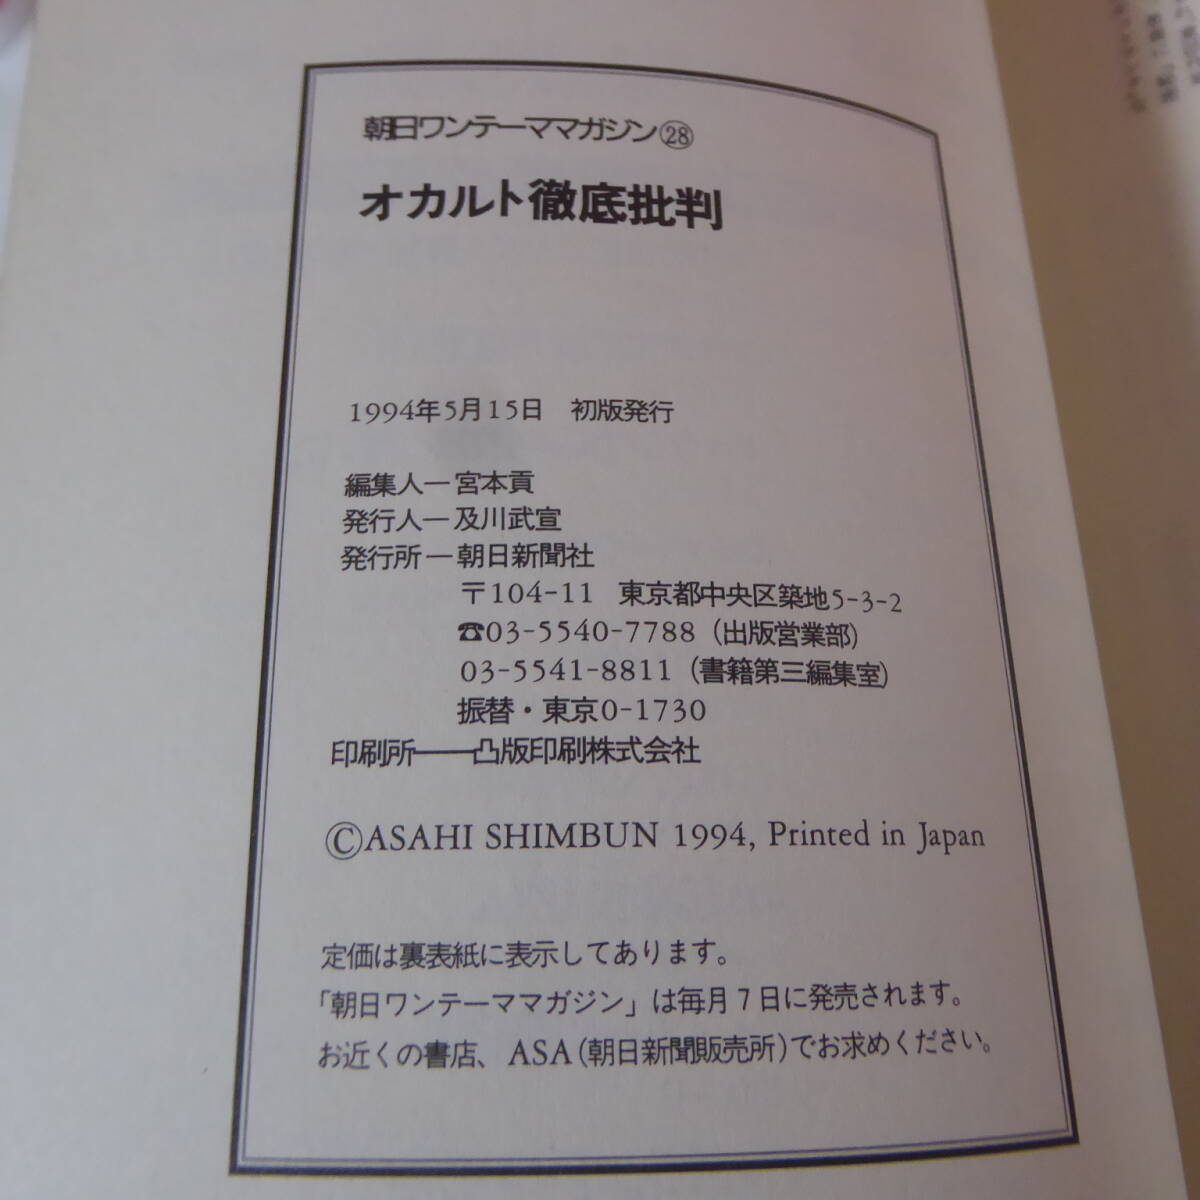 朝日ワンテーママガジン㉘
オカルト徹底批判
1994年5月15日　初版発行
編集人―宮本貢
発行人―及川武宣
発行所―朝日新聞社
〒104-11　東京都中央区築地5-3-2
☎03-5540-7788（出版営業部）
03-5541-8811（書籍第三編集室）
振替・東京0-1730
印刷所――凸版印刷株式会社
©ASAHI SHIMBUN 1994, Printed in Japan
定価は裏表紙に表示してあります。
「朝日ワンテーママガジン」は毎月7日に発売されます。
お近くの書店、ASA（朝日新聞販売所）でお求めください。